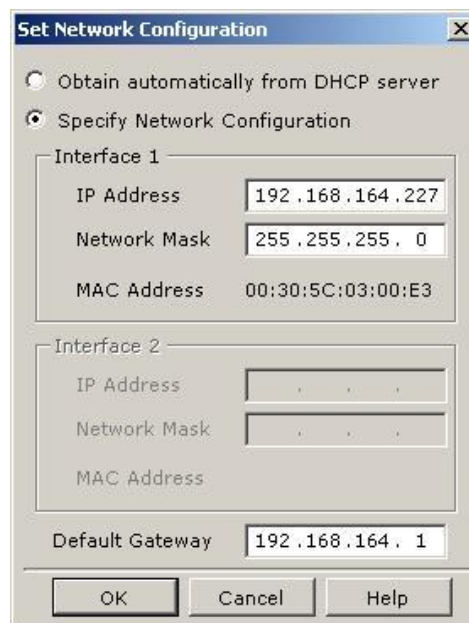 Set Network Configuration
Obtain automatically from DHCP server
Specify Network Configuration
Interface 1
IP Address 192.168.164.227
Network Mask 255.255.255. 0
MAC Address 00:30:5C:03:00:E3
Interface 2
IP Address . . .
Network Mask . . .
MAC Address
Default Gateway 192.168.164. 1
OK Cancel Help